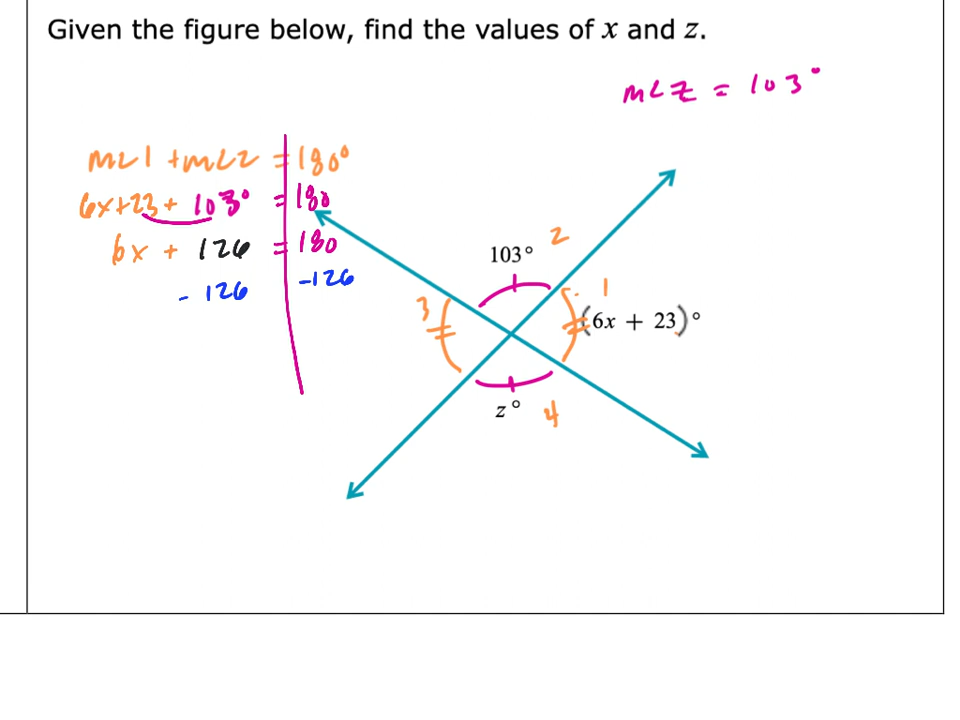 Given the figure below, find the values of x and z.
m∠z = 103°
m∠1 + m∠2 = 180°
6x+23 + 103° = 180
6x + 126 = 180
- 126 -126
2
103°
1
3
(6x + 23)°
z°
4